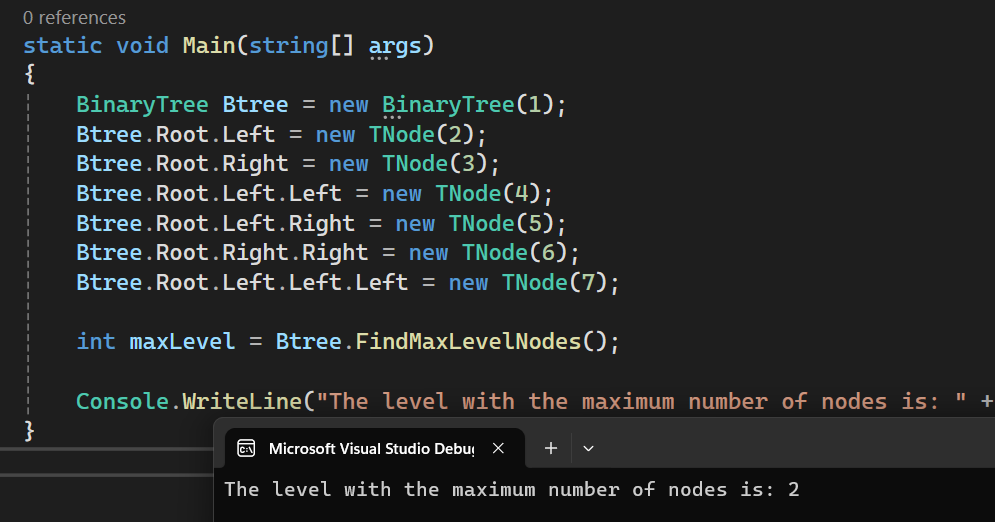 0 references
static void Main(string[] args)
{
BinaryTree Btree = new BinaryTree(1);
Btree.Root.Left = new TNode(2);
Btree.Root.Right = new TNode(3);
Btree.Root.Left.Left = new TNode(4);
Btree.Root.Left.Right = new TNode(5);
Btree.Root.Right.Right = new TNode(6);
Btree.Root.Left.Left.Left = new TNode(7);
int maxLevel = Btree.FindMaxLevelNodes();
Console.WriteLine("The level with the maximum number of nodes is: " +
}
Microsoft Visual Studio Debu
The level with the maximum number of nodes is: 2